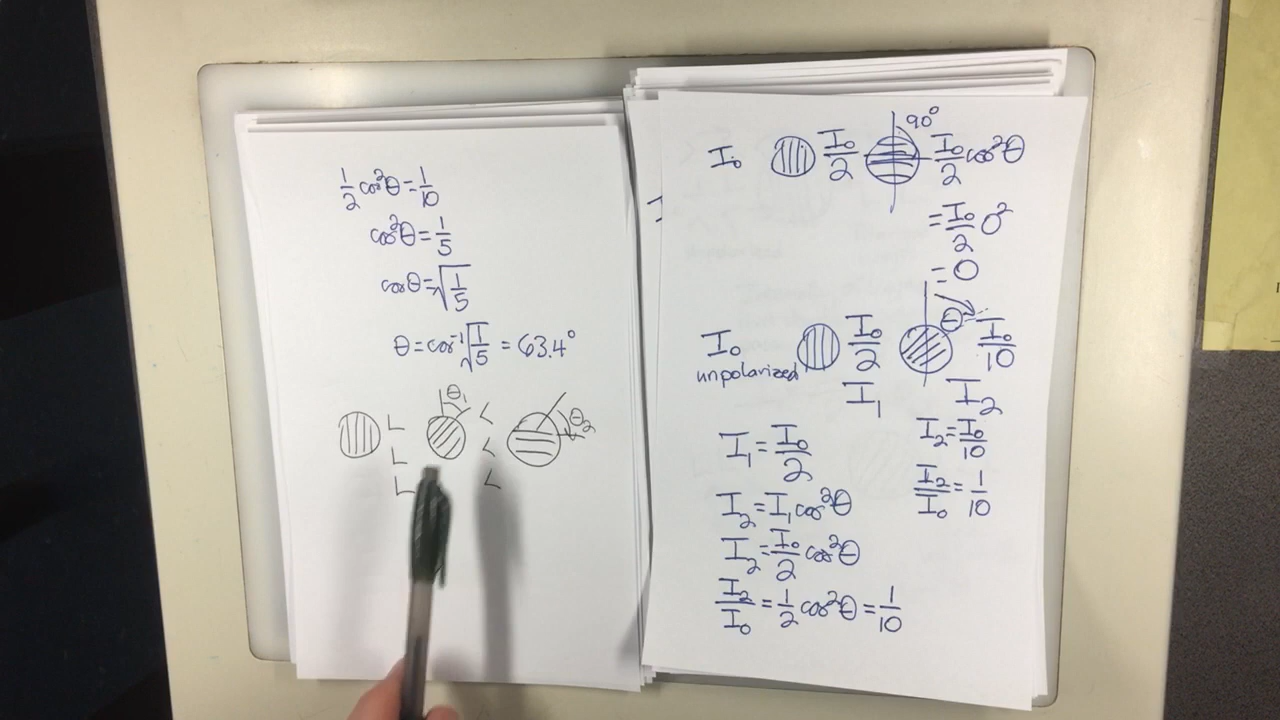 1/2 cos²θ = 1/10
cos²θ = 1/5
cosθ = √(1/5)
θ = cos⁻¹√(1/5) = 63.4°
θ₁
θ₂
90°
I₀ I₀/2 I₀/2 cos²θ
= I₀/2 0²
= 0
θ
I₀ I₀/2 I₀/10
unpolarized
I₁ I₂
I₁ = I₀/2
I₂ = I₁cos²θ
I₂ = I₀/2 cos²θ
I₂/I₀ = 1/2 cos²θ = 1/10
I₂ = I₀/10
I₂/I₀ = 1/10